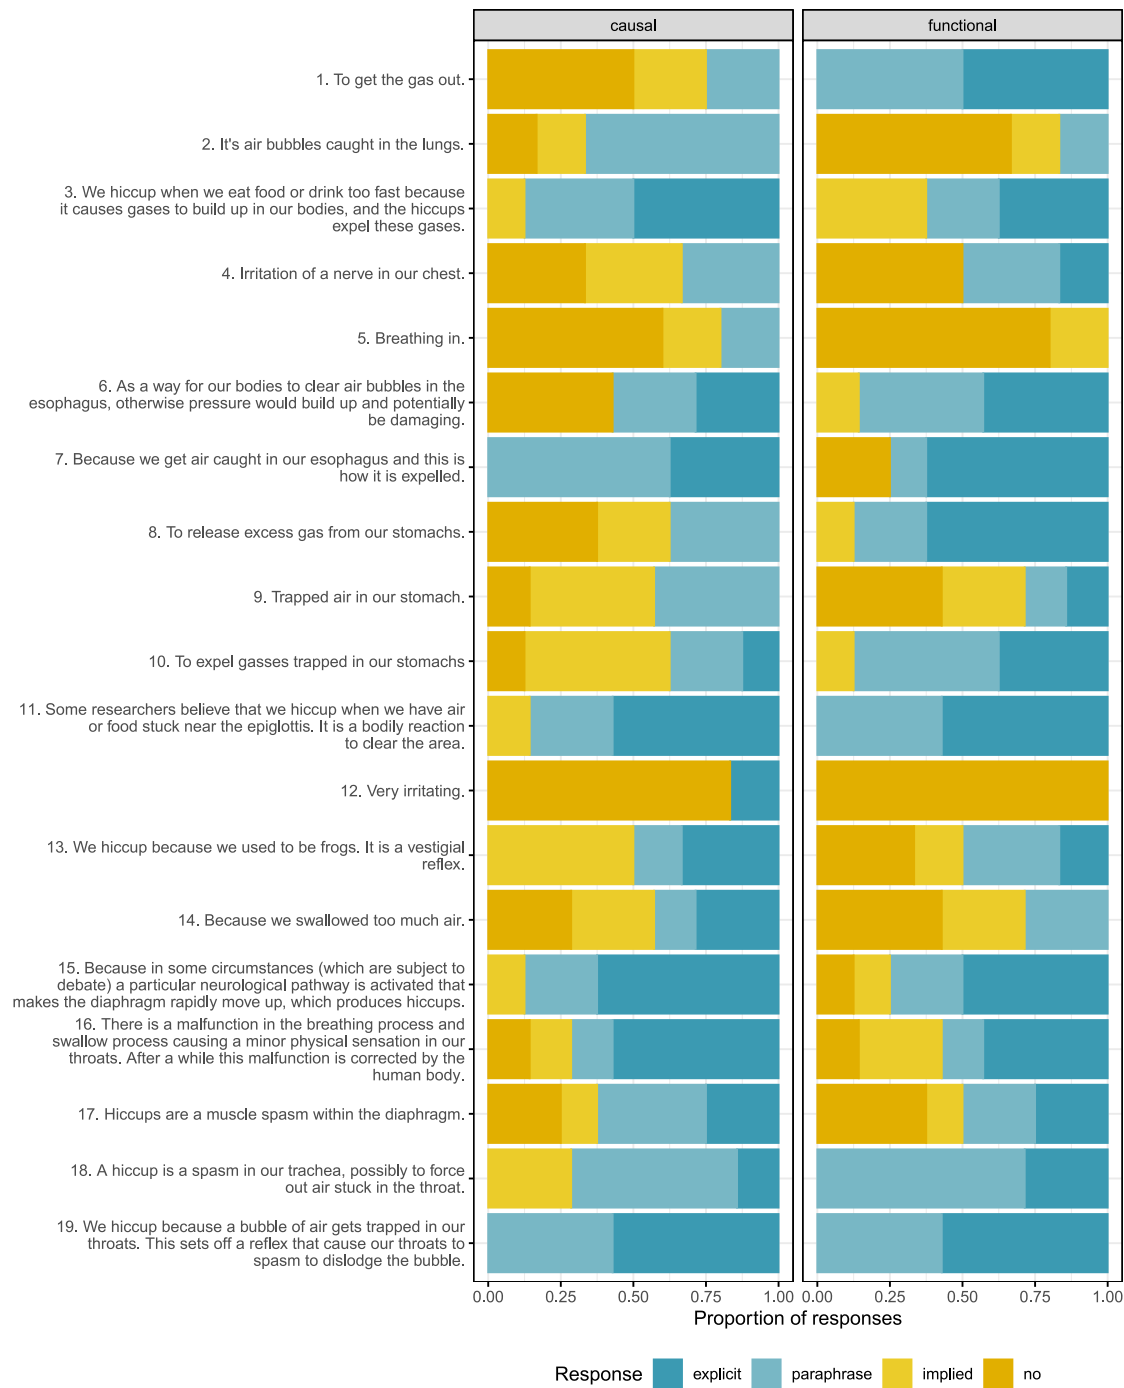 causal
functional
1. To get the gas out.
2. It's air bubbles caught in the lungs.
3. We hiccup when we eat food or drink too fast because
it causes gases to build up in our bodies, and the hiccups
expel these gases.
4. Irritation of a nerve in our chest.
5. Breathing in.
6. As a way for our bodies to clear air bubbles in the
esophagus, otherwise pressure would build up and potentially
be damaging.
7. Because we get air caught in our esophagus and this is
how it is expelled.
8. To release excess gas from our stomachs.
9. Trapped air in our stomach.
10. To expel gasses trapped in our stomachs
11. Some researchers believe that we hiccup when we have air
or food stuck near the epiglottis. It is a bodily reaction
to clear the area.
12. Very irritating.
13. We hiccup because we used to be frogs. It is a vestigial
reflex.
14. Because we swallowed too much air.
15. Because in some circumstances (which are subject to
debate) a particular neurological pathway is activated that
makes the diaphragm rapidly move up, which produces hiccups.
16. There is a malfunction in the breathing process and
swallow process causing a minor physical sensation in our
throats. After a while this malfunction is corrected by the
human body.
17. Hiccups are a muscle spasm within the diaphragm.
18. A hiccup is a spasm in our trachea, possibly to force
out air stuck in the throat.
19. We hiccup because a bubble of air gets trapped in our
throats. This sets off a reflex that cause our throats to
spasm to dislodge the bubble.
0.00 0.25 0.50 0.75 1.00 0.00 0.25 0.50 0.75 1.00
Proportion of responses
Response explicit paraphrase implied no